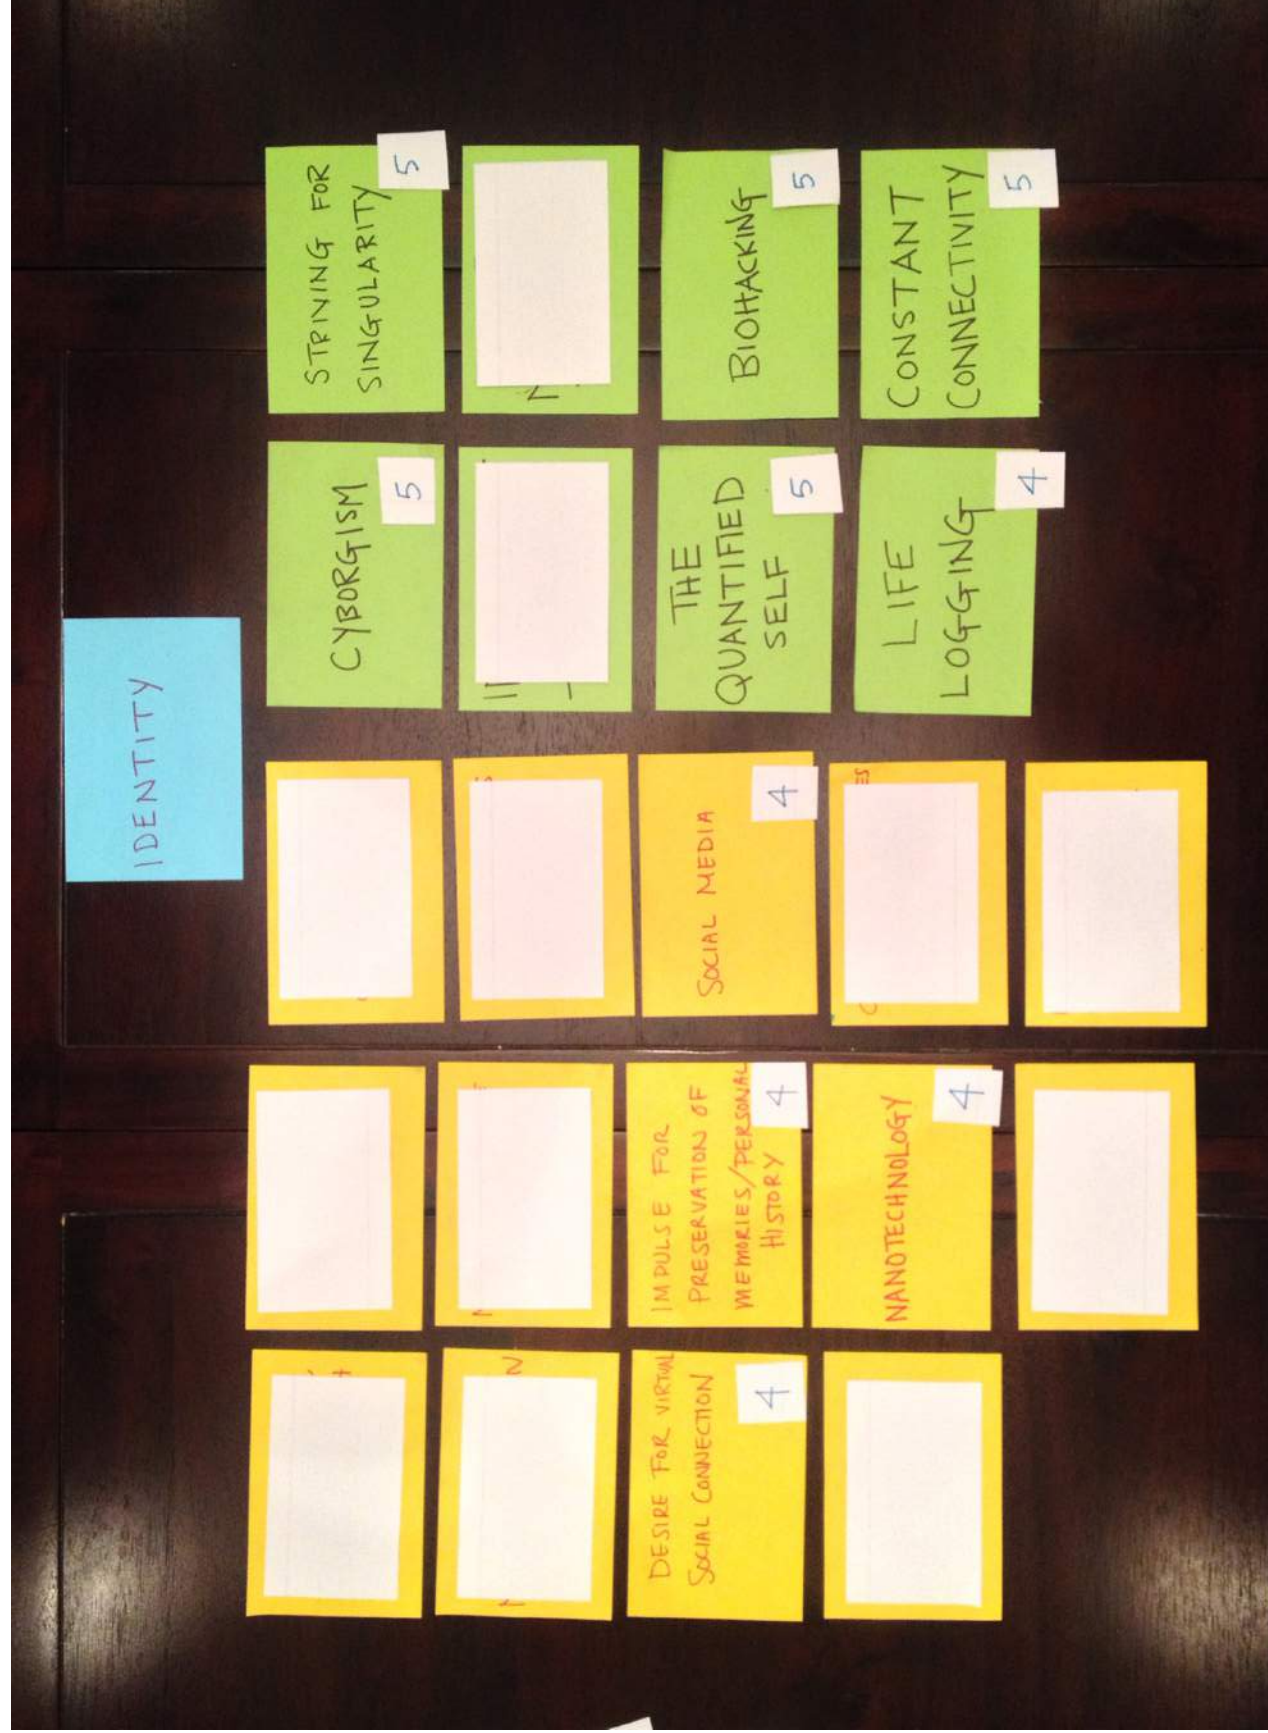 IDENTITY
CYBORGISM
5
STRIVING FOR
SINGULARITY
5
DESIRE FOR VIRTUAL
SOCIAL CONNECTION
4
IMPULSE FOR
PRESERVATION OF
MEMORIES/PERSONAL
HISTORY
4
SOCIAL MEDIA
4
THE
QUANTIFIED
SELF
5
BIOHACKING
5
NANOTECHNOLOGY
4
LIFE
LOGGING
4
CONSTANT
CONNECTIVITY
5